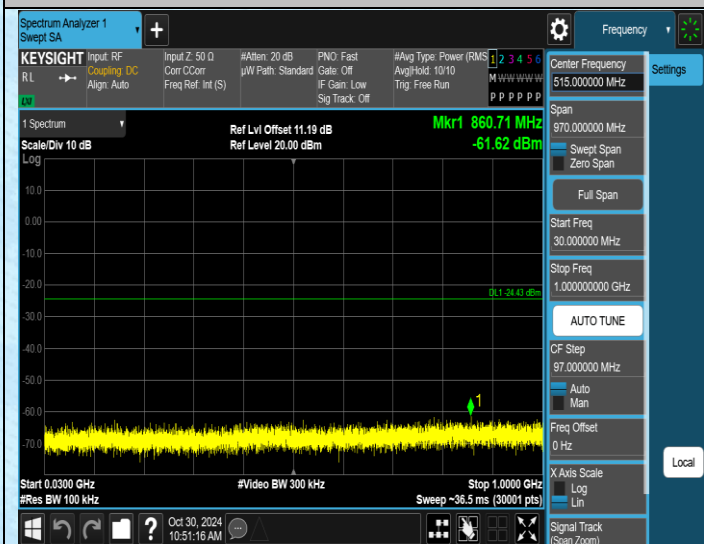 Spectrum Analyzer 1
Swept SA
Frequency
KEYSIGHT
RL
Input: RF
Coupling: DC
Align: Auto
Input Z: 50 Ω
Corr CCorr
Freq Ref: Int (S)
#Atten: 20 dB
µW Path: Standard
PNO: Fast
Gate: Off
IF Gain: Low
Sig Track: Off
#Avg Type: Power (RMS
Avg|Hold: 10/10
Trig: Free Run
1 2 3 4 5 6
M W W W W W
P P P P P P
1 Spectrum
Scale/Div 10 dB
Log
Ref Lvl Offset 11.19 dB
Ref Level 20.00 dBm
Mkr1 860.71 MHz
-61.62 dBm
10.0
0.00
-10.0
-20.0
DL1 -24.43 dBm
-30.0
-40.0
-50.0
-60.0
1
-70.0
Start 0.0300 GHz
#Res BW 100 kHz
#Video BW 300 kHz
Stop 1.0000 GHz
Sweep ~36.5 ms (30001 pts)
Center Frequency
515.000000 MHz
Settings
Span
970.000000 MHz
Swept Span
Zero Span
Full Span
Start Freq
30.000000 MHz
Stop Freq
1.000000000 GHz
AUTO TUNE
CF Step
97.000000 MHz
Auto
Man
Freq Offset
0 Hz
X Axis Scale
Log
Lin
Local
Signal Track
(Span Zoom)
?
Oct 30, 2024
10:51:16 AM